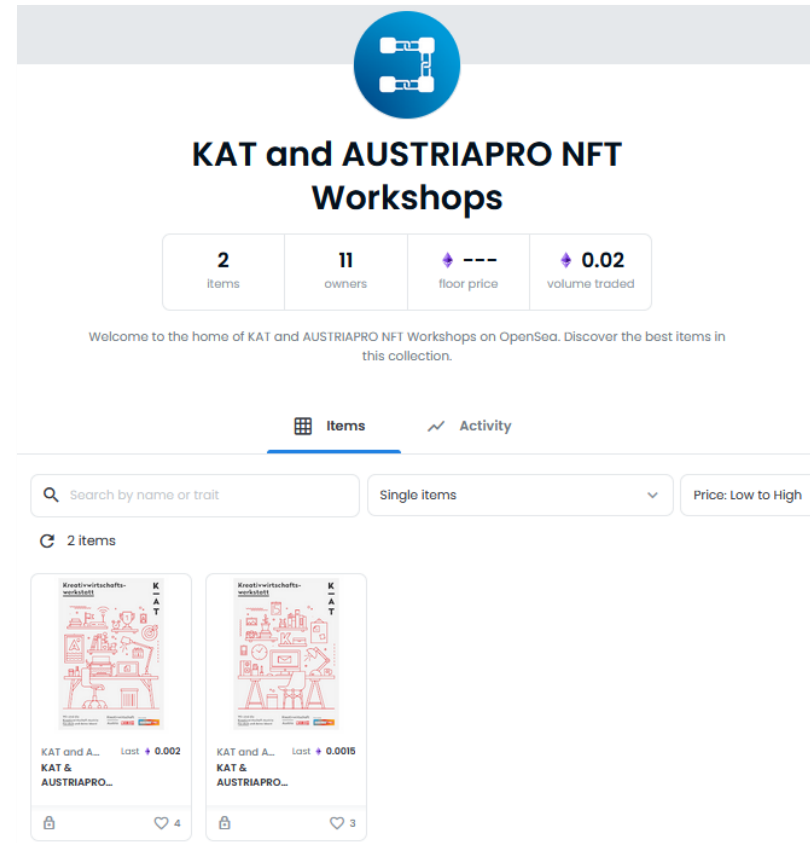 KAT and AUSTRIAPRO NFT
Workshops
2
items
11
owners
---
floor price
0.02
volume traded
Welcome to the home of KAT and AUSTRIAPRO NFT Workshops on OpenSea. Discover the best items in
this collection.
Items
Activity
Search by name or trait
Single items
Price: Low to High
2 items
Kreativwirtschafts-
werkstatt
K
A
T
KAT and A... Last 0.002
KAT &
AUSTRIAPRO...
4
Kreativwirtschafts-
werkstatt
K
A
T
KAT and A... Last 0.0015
KAT &
AUSTRIAPRO...
3